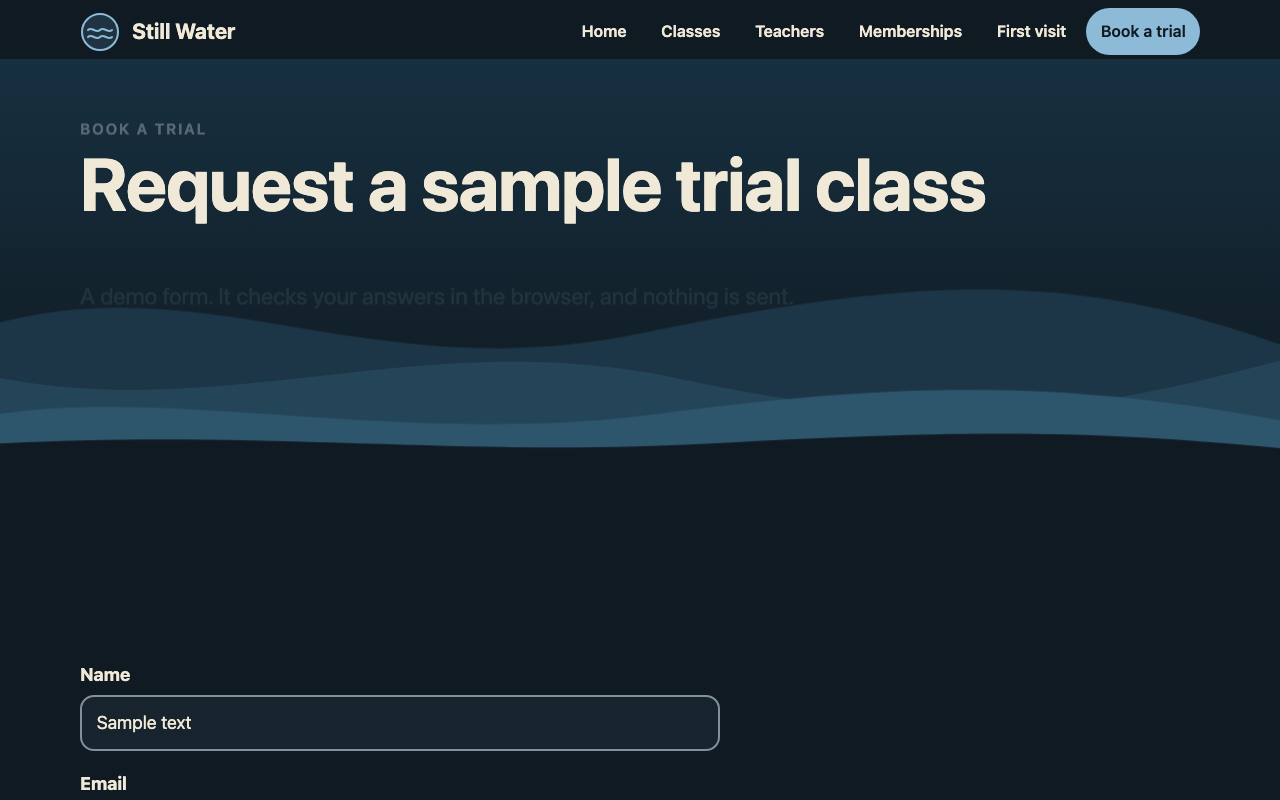 Still Water
Home Classes Teachers Memberships First visit Book a trial
BOOK A TRIAL
Request a sample trial class
A demo form. It checks your answers in the browser, and nothing is sent.
Name
Sample text
Email